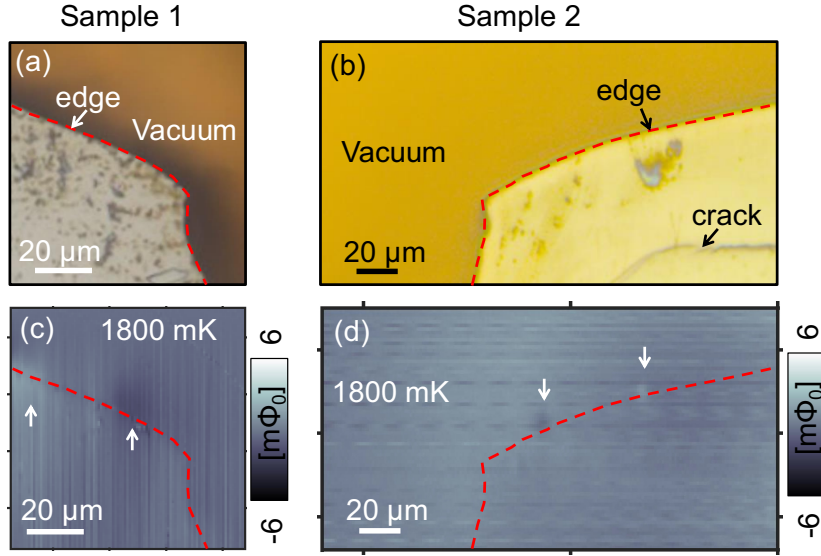 Sample 1
Sample 2
(a)
edge
Vacuum
20 µm
(b)
edge
Vacuum
crack
20 µm
(c)
1800 mK
20 µm
6
[mΦ₀]
-6
(d)
1800 mK
20 µm
6
[mΦ₀]
-6